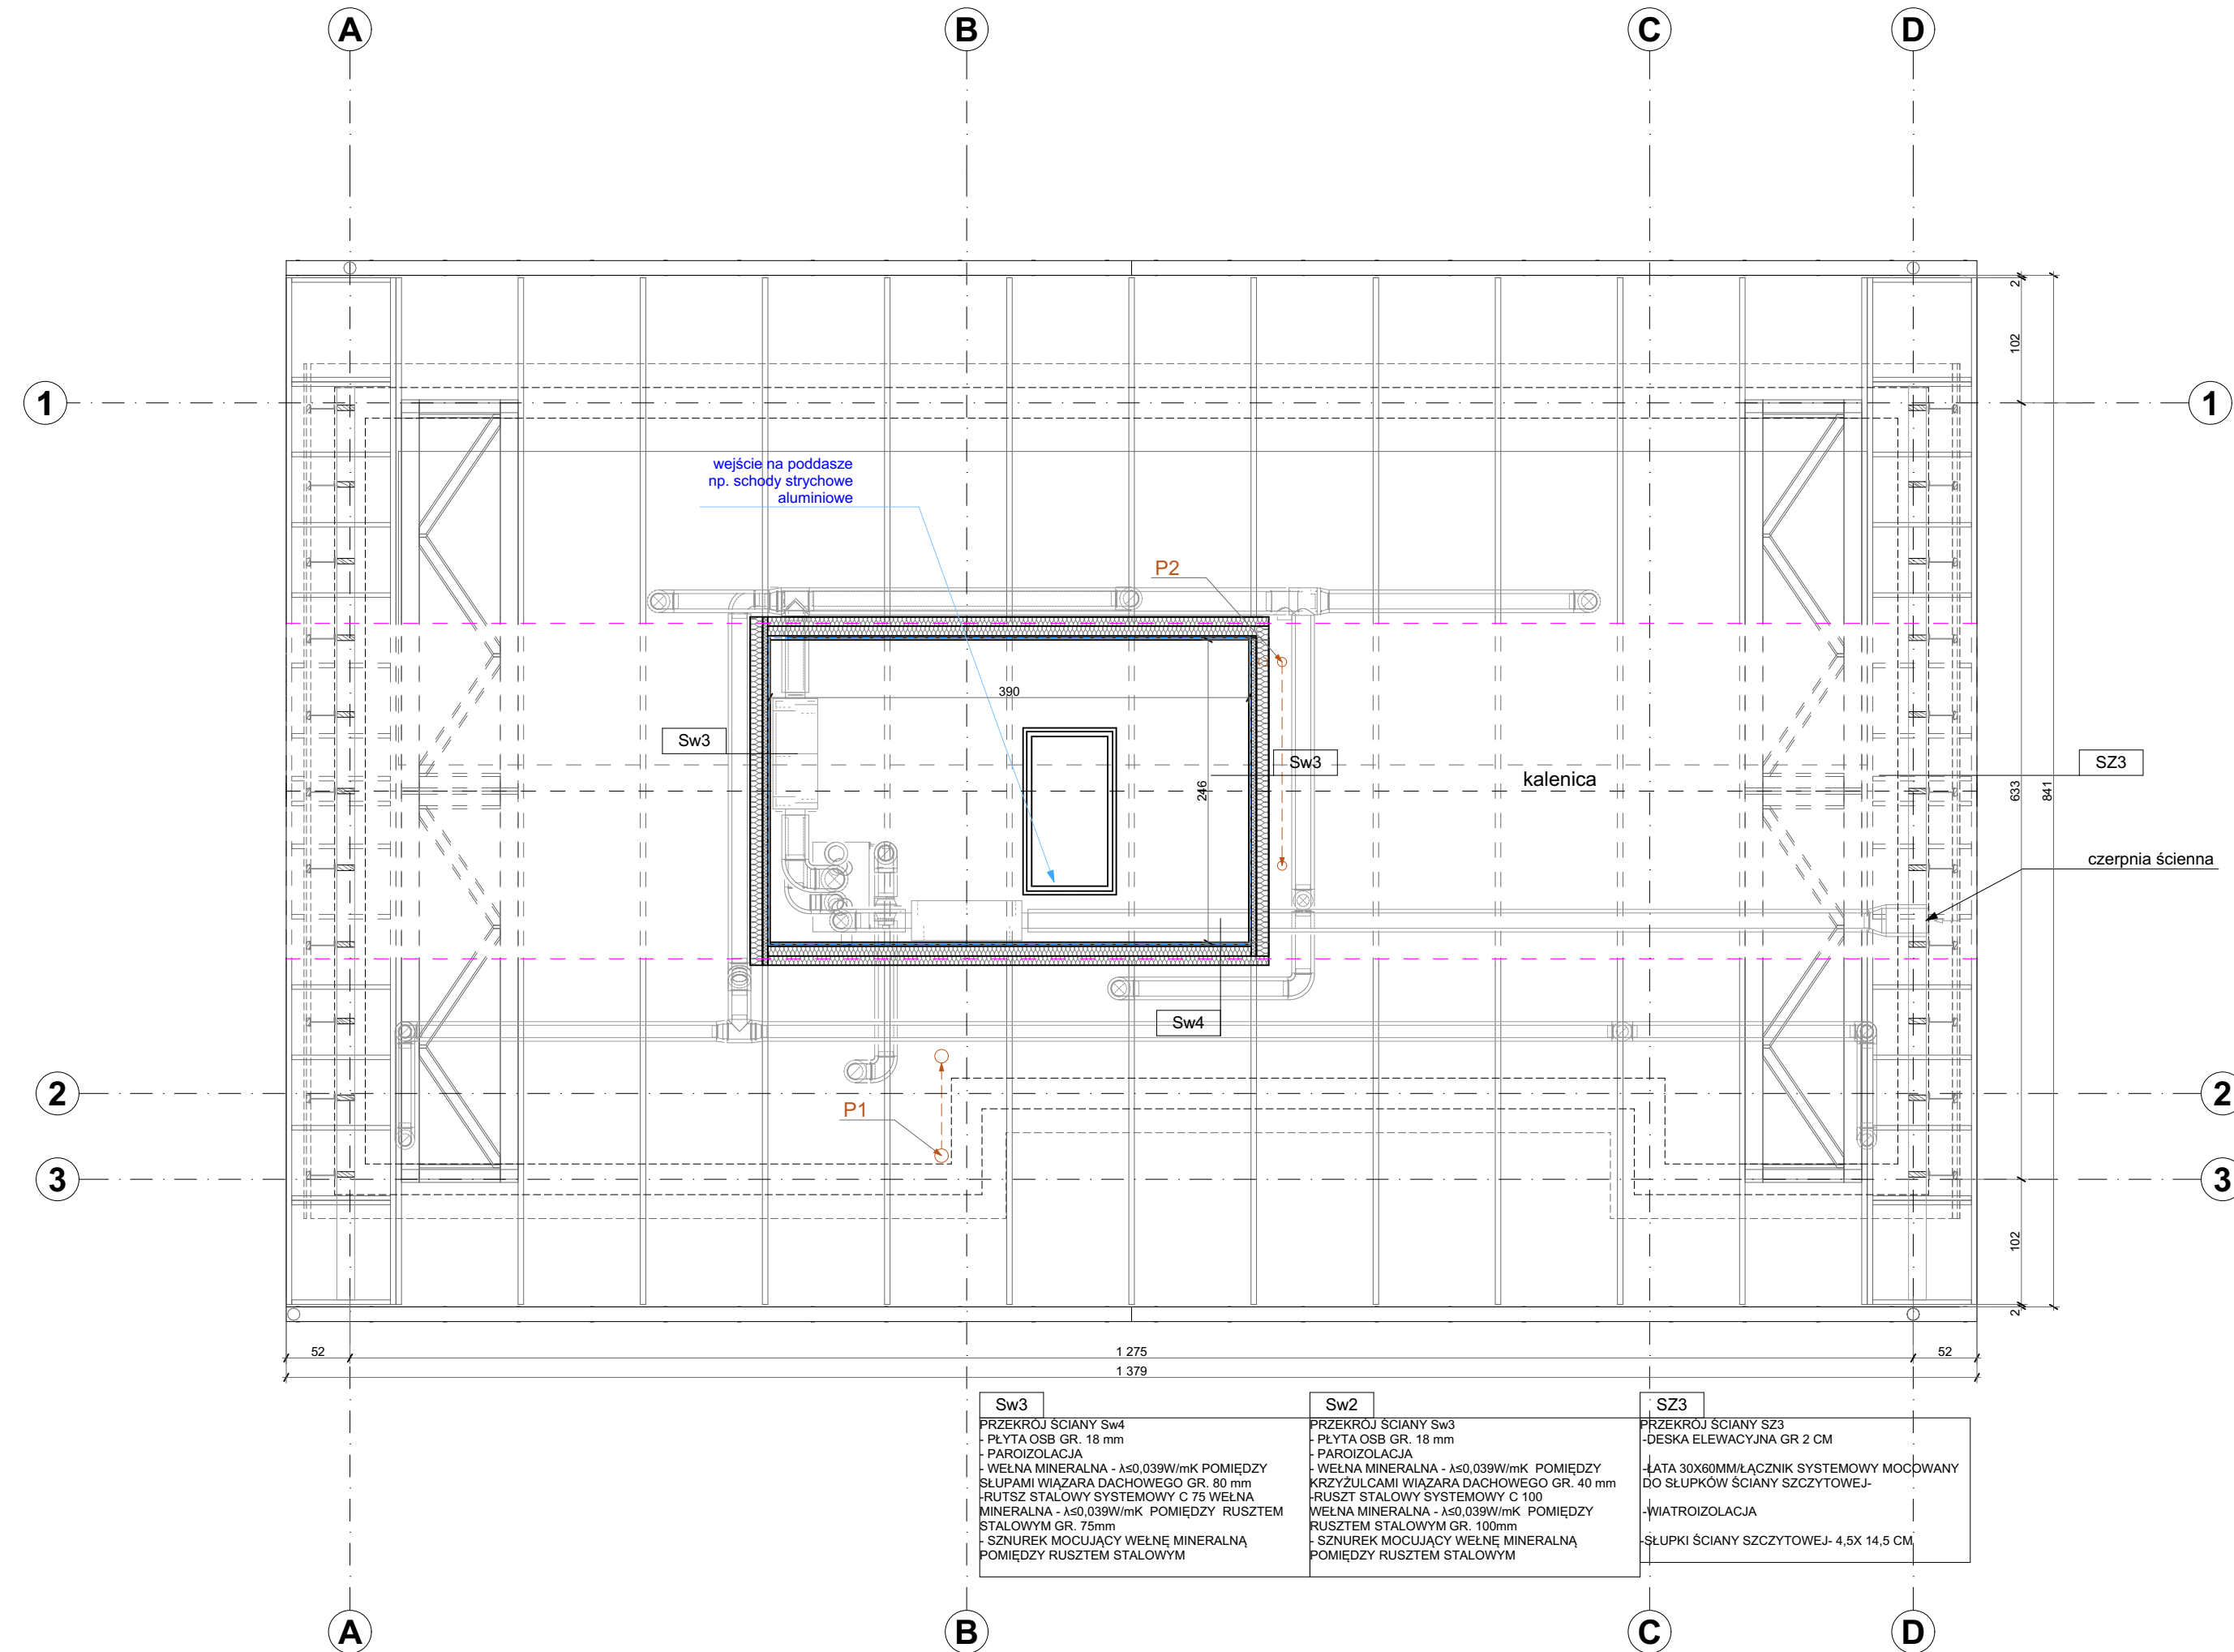 A
B
C
D
2
102
1
1
wejście na poddasze
np. schody strychowe
aluminiowe
P2
390
Sw3
Sw3
246
kalenica
SZ3
633
841
czerpnia ścienna
Sw4
2
2
P1
3
3
102
2
52
1 275
52
1 379
Sw3
PRZEKRÓJ ŚCIANY Sw4
- PŁYTA OSB GR. 18 mm
- PAROIZOLACJA
- WEŁNA MINERALNA - λ≤0,039W/mK POMIĘDZY
SŁUPAMI WIĄZARA DACHOWEGO GR. 80 mm
-RUTSZ STALOWY SYSTEMOWY C 75 WEŁNA
MINERALNA - λ≤0,039W/mK POMIĘDZY RUSZTEM
STALOWYM GR. 75mm
- SZNUREK MOCUJĄCY WEŁNĘ MINERALNĄ
POMIĘDZY RUSZTEM STALOWYM
Sw2
PRZEKRÓJ ŚCIANY Sw3
- PŁYTA OSB GR. 18 mm
- PAROIZOLACJA
- WEŁNA MINERALNA - λ≤0,039W/mK POMIĘDZY
KRZYŻULCAMI WIĄZARA DACHOWEGO GR. 40 mm
-RUSZT STALOWY SYSTEMOWY C 100
WEŁNA MINERALNA - λ≤0,039W/mK POMIĘDZY
RUSZTEM STALOWYM GR. 100mm
- SZNUREK MOCUJĄCY WEŁNĘ MINERALNĄ
POMIĘDZY RUSZTEM STALOWYM
SZ3
PRZEKRÓJ ŚCIANY SZ3
-DESKA ELEWACYJNA GR 2 CM
-ŁATA 30X60MM/ŁĄCZNIK SYSTEMOWY MOCOWANY
DO SŁUPKÓW ŚCIANY SZCZYTOWEJ-
-WIATROIZOLACJA
-SŁUPKI ŚCIANY SZCZYTOWEJ- 4,5X 14,5 CM
A
B
C
D